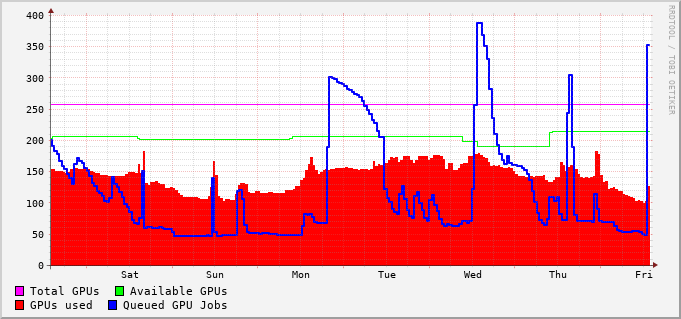 400
350
300
250
200
150
100
50
0
Sat Sun Mon Tue Wed Thu Fri
RRDTOOL / TOBI OETIKER
Total GPUs Available GPUs
GPUs used Queued GPU Jobs